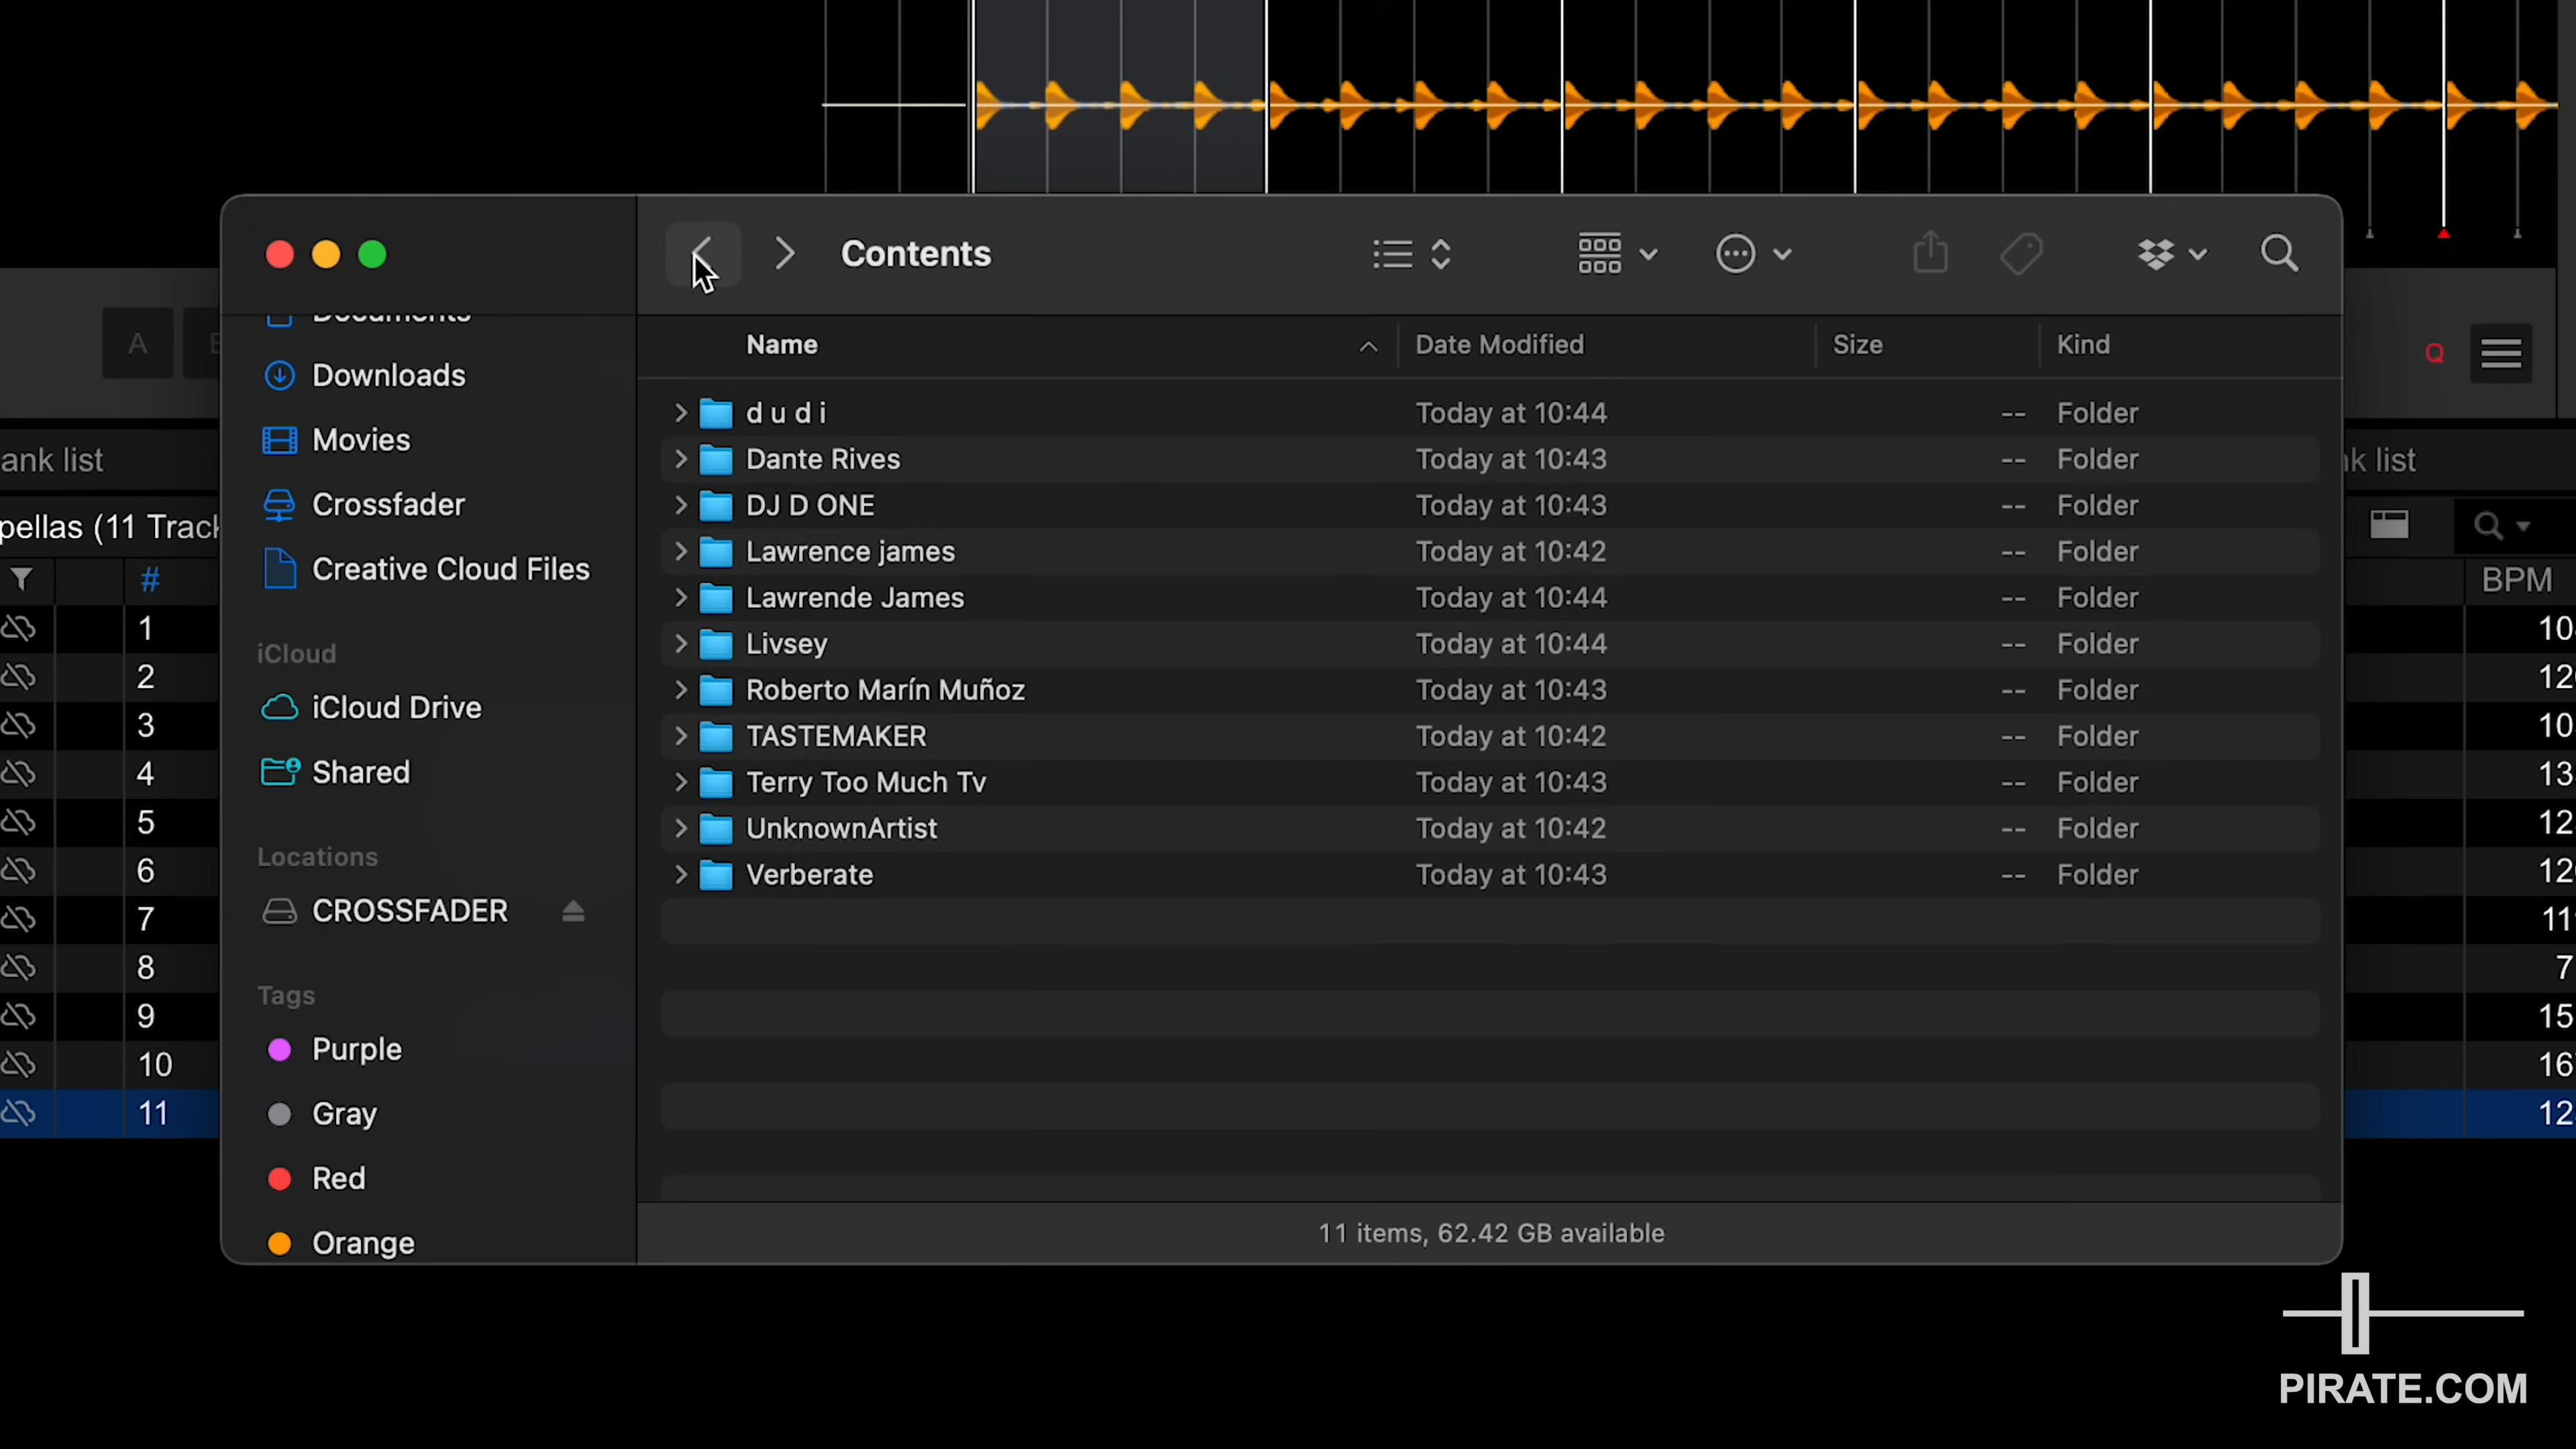 Contents
Documents
Downloads
Movies
Crossfader
Creative Cloud Files
iCloud
iCloud Drive
Shared
Locations
CROSSFADER
Tags
Purple
Gray
Red
Orange
Name Date Modified Size Kind
d u d i Today at 10:44 -- Folder
Dante Rives Today at 10:43 -- Folder
DJ D ONE Today at 10:43 -- Folder
Lawrence james Today at 10:42 -- Folder
Lawrende James Today at 10:44 -- Folder
Livsey Today at 10:44 -- Folder
Roberto Marín Muñoz Today at 10:43 -- Folder
TASTEMAKER Today at 10:42 -- Folder
Terry Too Much Tv Today at 10:43 -- Folder
UnknownArtist Today at 10:42 -- Folder
Verberate Today at 10:43 -- Folder
11 items, 62.42 GB available
A
Q
ank list
k list
pellas (11 Track
# BPM
1 10
2 12
3 10
4 13
5 12
6 12
7 11
8 7
9 15
10 16
11 12
PIRATE.COM